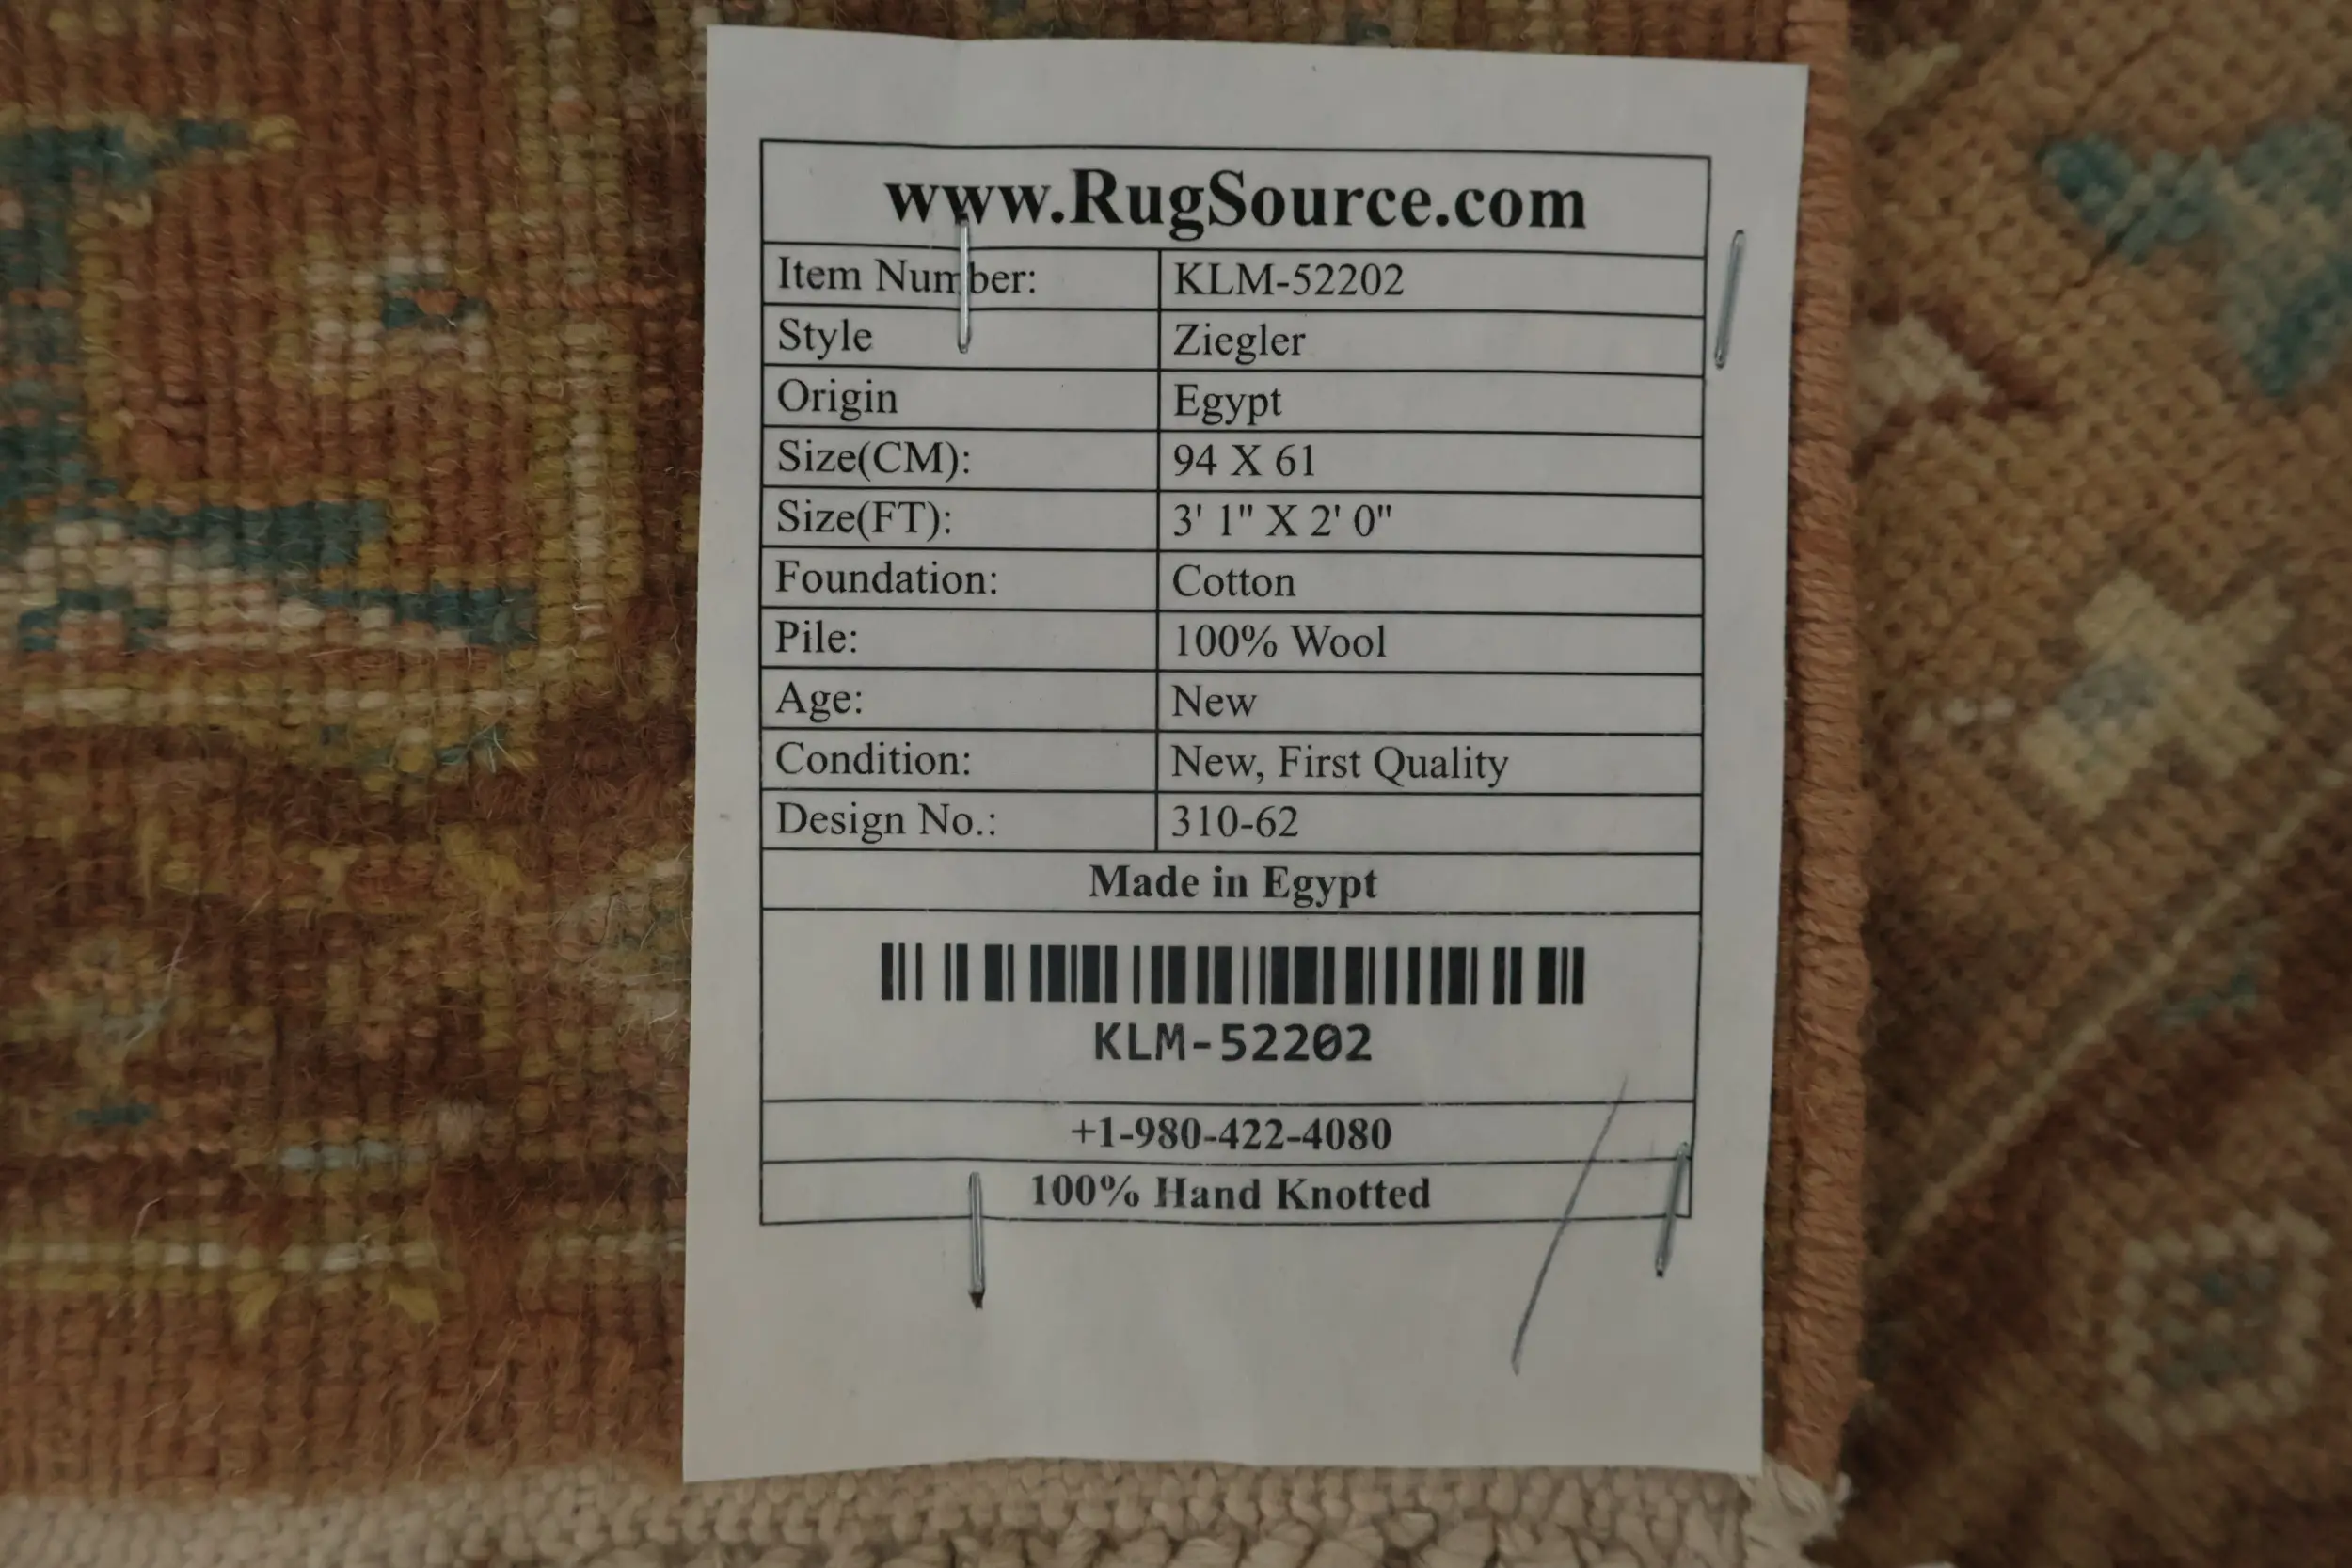 www.RugSource.com
Item Number: KLM-52202
Style Ziegler
Origin Egypt
Size(CM): 94 X 61
Size(FT): 3' 1" X 2' 0"
Foundation: Cotton
Pile: 100% Wool
Age: New
Condition: New, First Quality
Design No.: 310-62
Made in Egypt
KLM-52202
+1-980-422-4080
100% Hand Knotted